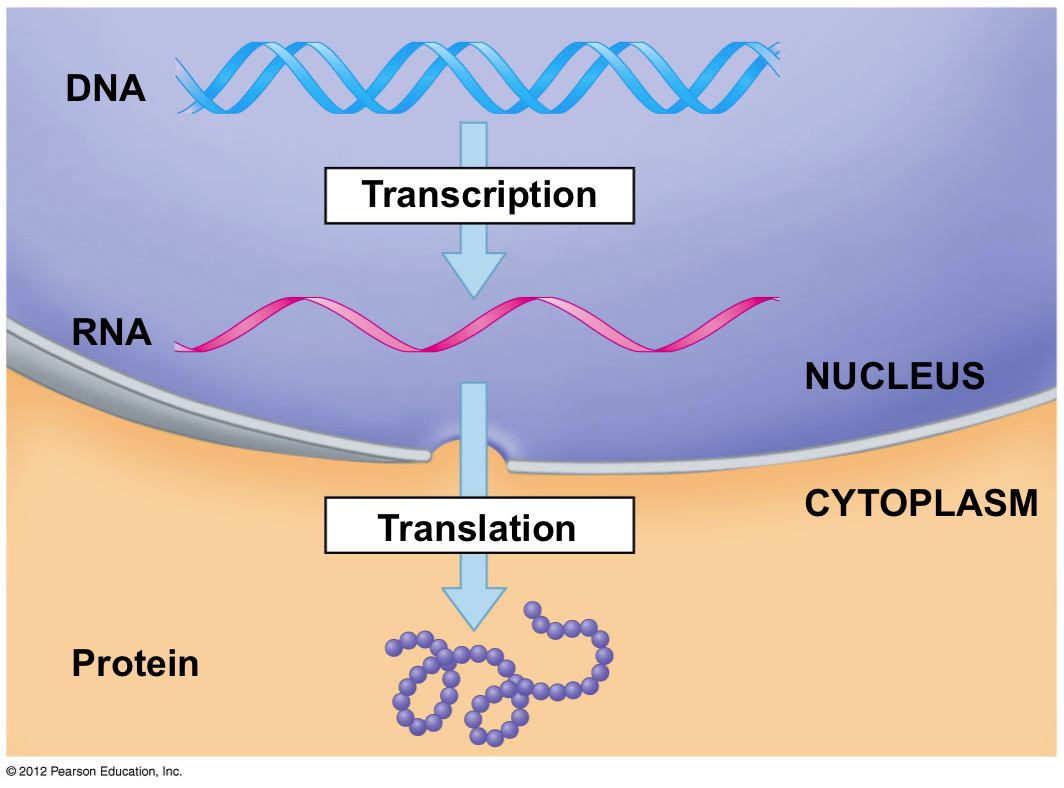 DNA
Transcription
RNA
NUCLEUS
CYTOPLASM
Translation
Protein
© 2012 Pearson Education, Inc.